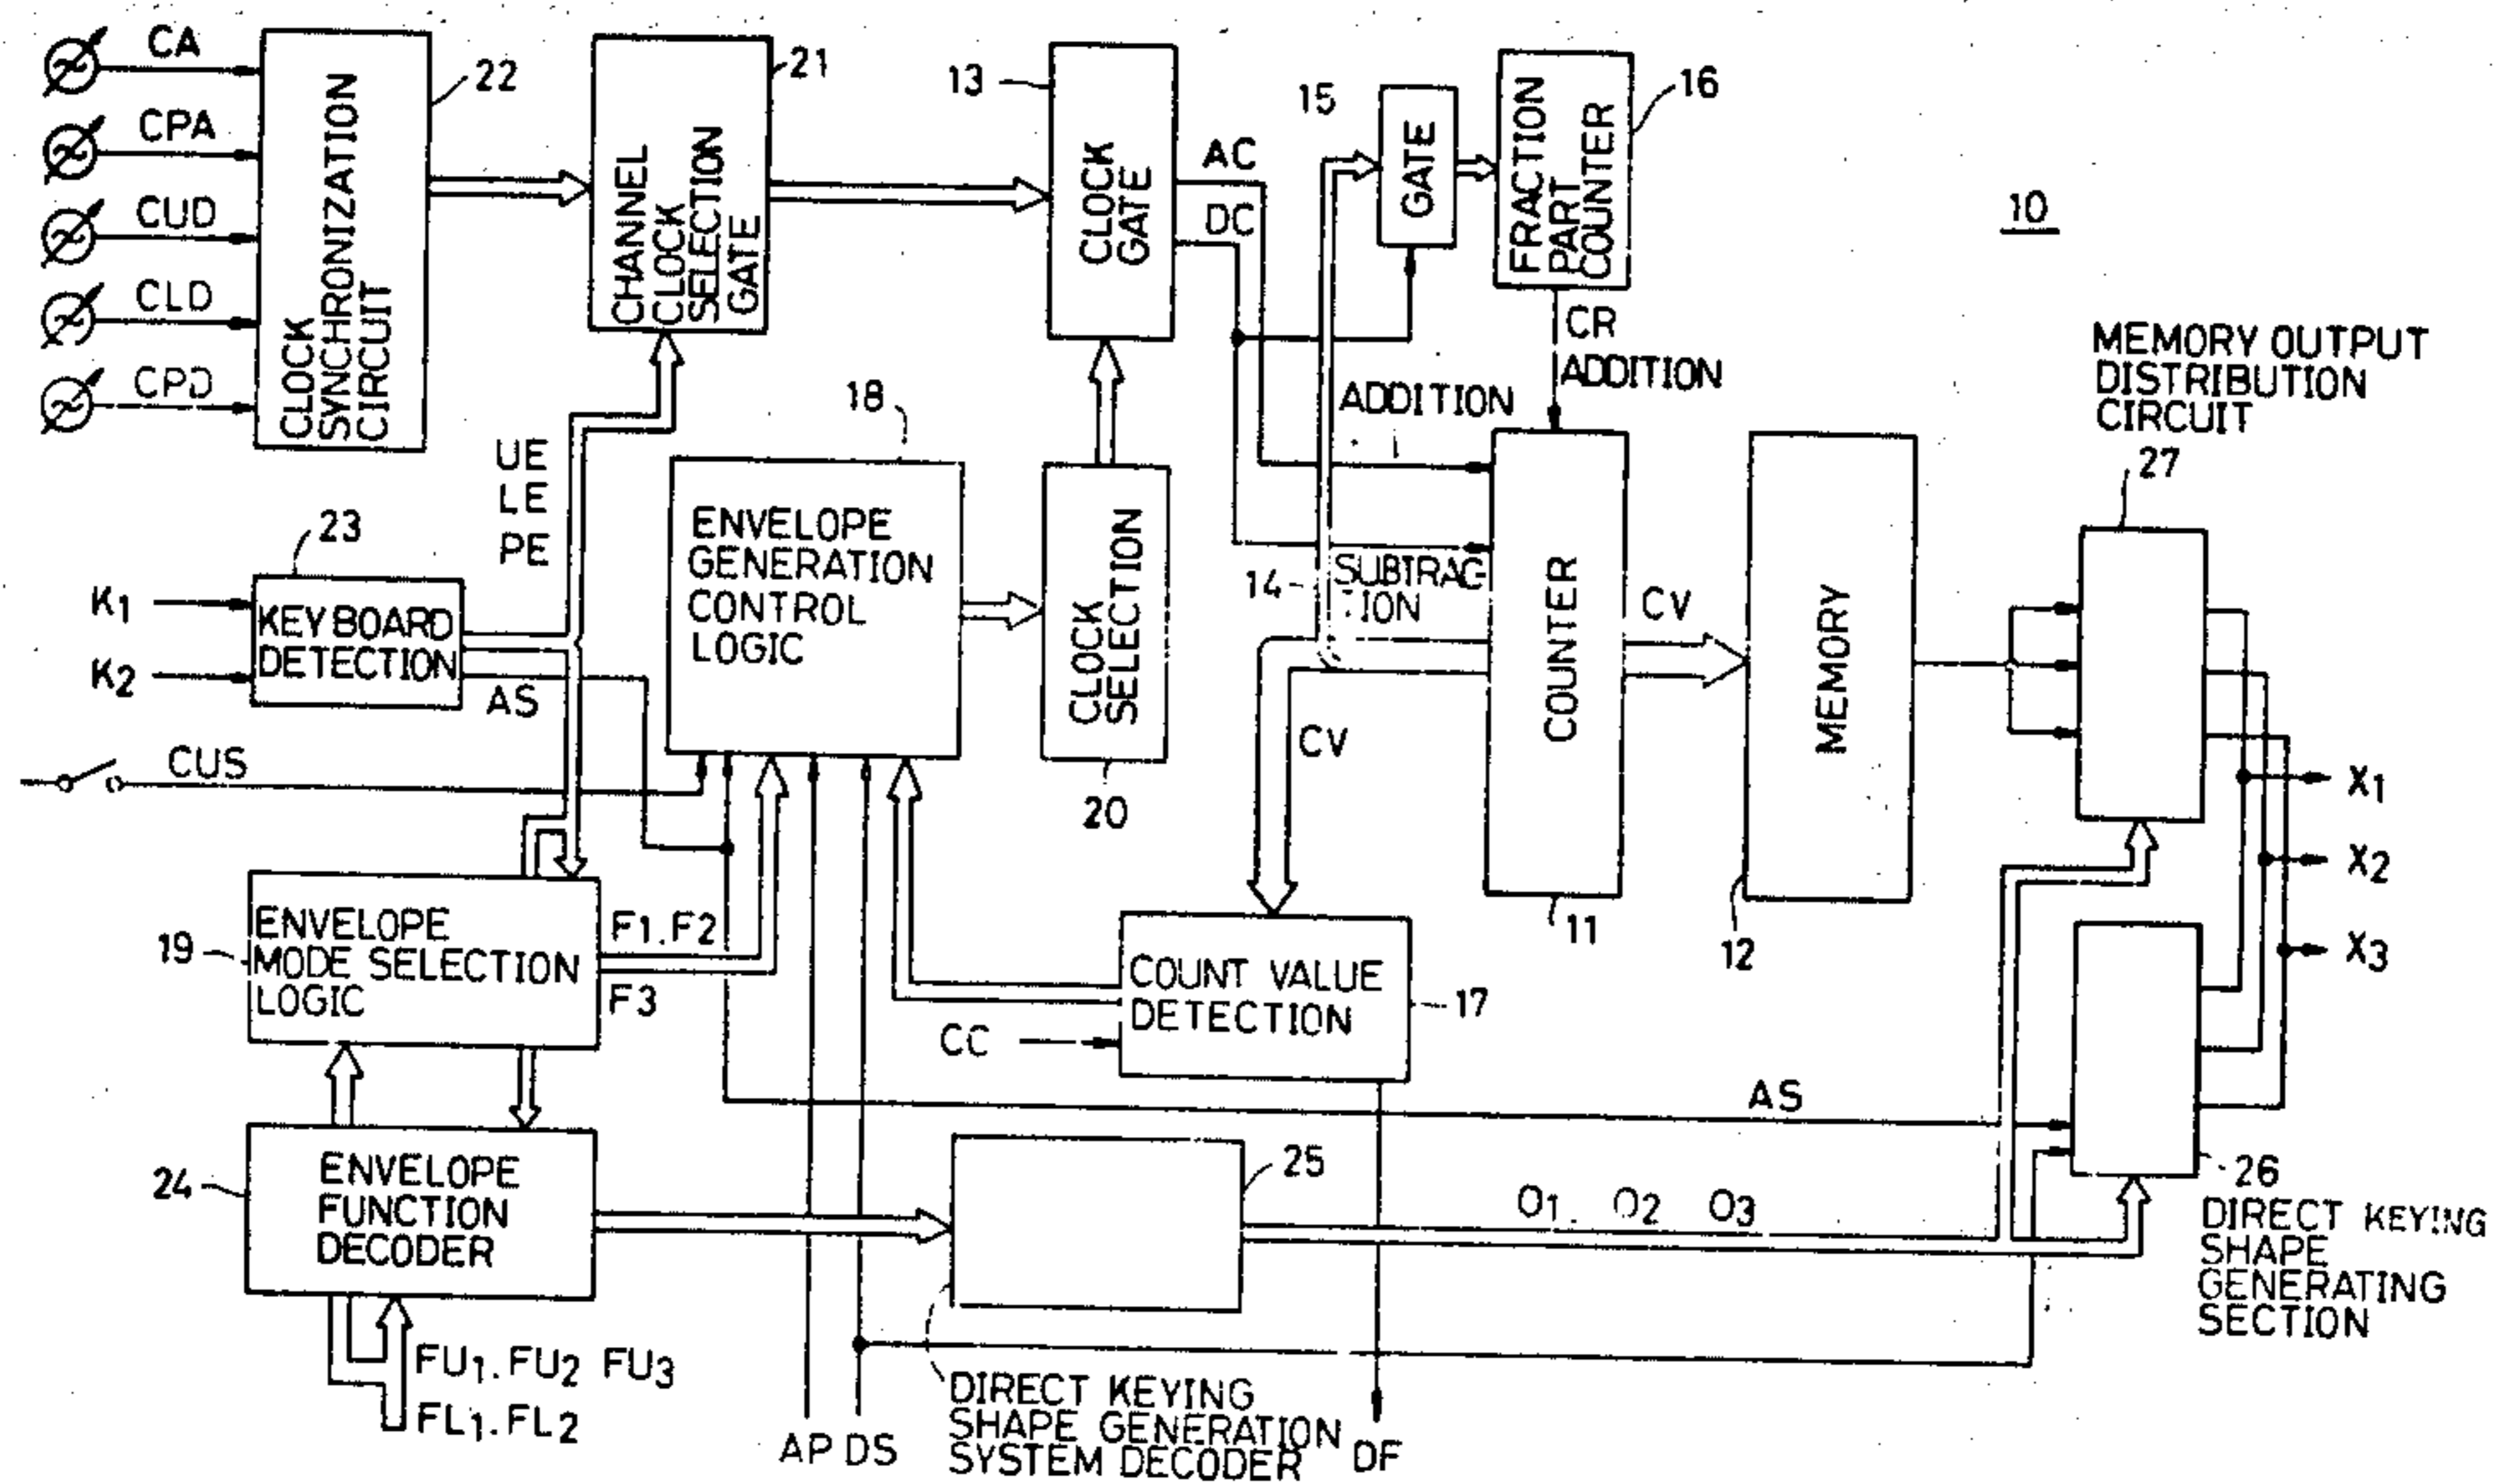 CA
CPA
CUD
CLD
CPD
CLOCK
SYNCHRONIZATION
CIRCUIT
22
CHANNEL
CLOCK
SELECTION
GATE
21
13
CLOCK
GATE
AC
DC
15
GATE
FRACTION
PART
COUNTER
16
10
CR
ADDITION
ADDITION
MEMORY OUTPUT
DISTRIBUTION
CIRCUIT
27
18
UE
LE
PE
ENVELOPE
GENERATION
CONTROL
LOGIC
CLOCK
SELECTION
20
14
SUBTRAC
TION
COUNTER
11
CV
CV
MEMORY
12
23
K1
K2
KEYBOARD
DETECTION
AS
CUS
X1
X2
X3
19
ENVELOPE
MODE SELECTION
LOGIC
F1.F2
F3
COUNT VALUE
DETECTION
17
CC
AS
24
ENVELOPE
FUNCTION
DECODER
25
O1. O2 O3
26
DIRECT KEYING
SHAPE
GENERATING
SECTION
FU1.FU2 FU3
FL1.FL2
AP DS
DIRECT KEYING
SHAPE GENERATION
SYSTEM DECODER
DF